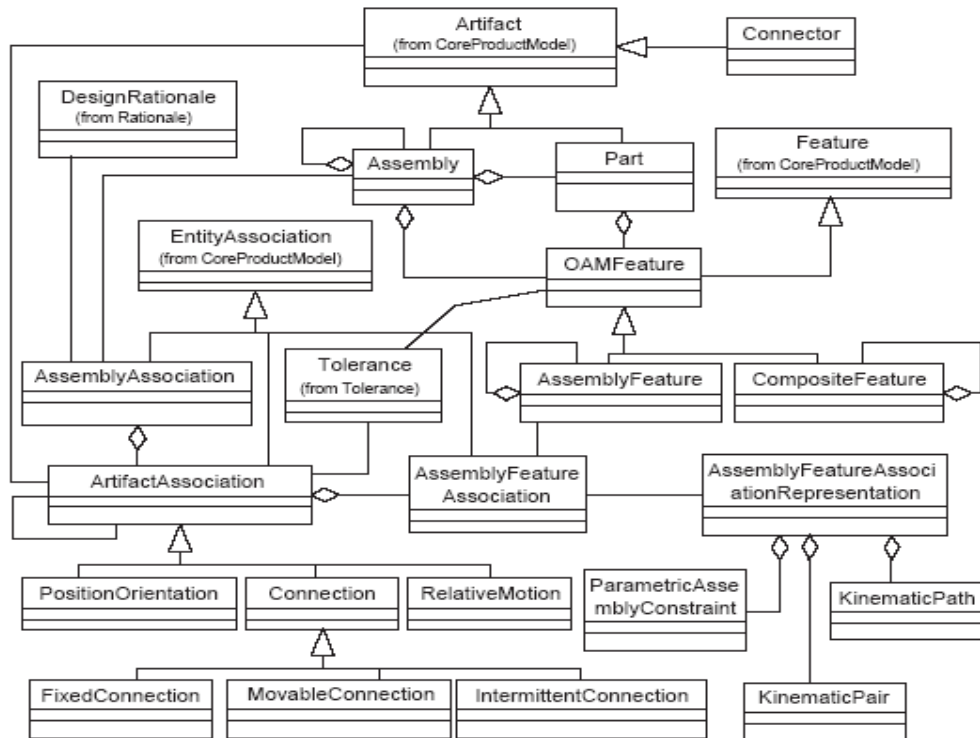 Artifact
(from CoreProductModel)
Connector
DesignRationale
(from Rationale)
Assembly
Part
Feature
(from CoreProductModel)
EntityAssociation
(from CoreProductModel)
OAMFeature
AssemblyAssociation
Tolerance
(from Tolerance)
AssemblyFeature
CompositeFeature
ArtifactAssociation
AssemblyFeature
Association
AssemblyFeatureAssoci
ationRepresentation
PositionOrientation
Connection
RelativeMotion
ParametricAsse
mblyConstraint
KinematicPath
FixedConnection
MovableConnection
IntermittentConnection
KinematicPair